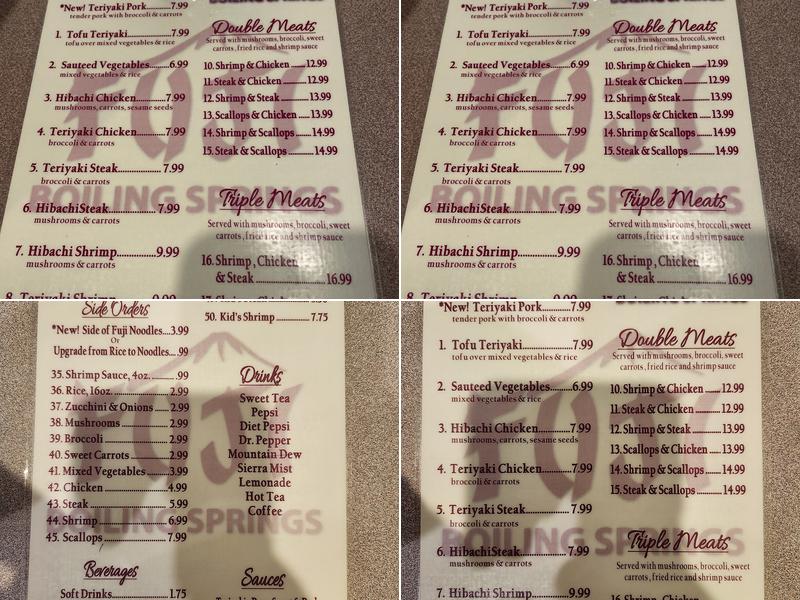 *New! Teriyaki Pork....7.99
tender pork with broccoli & carrots
1. Tofu Teriyaki...............7.99
tofu over mixed vegetables & rice
2. Sauteed Vegetables......6.99
mixed vegetables & rice
3. Hibachi Chicken..........7.99
mushrooms, carrots, sesame seeds
4. Teriyaki Chicken.........7.99
broccoli & carrots
5. Teriyaki Steak..............7.99
broccoli & carrots
6. HibachiSteak...............7.99
mushrooms & carrots
7. Hibachi Shrimp............9.99
mushrooms & carrots
BOILING SPRINGS
Double Meats
Served with mushrooms, broccoli, sweet
carrots , fried rice and shrimp sauce
10. Shrimp & Chicken .....12.99
11. Steak & Chicken .........12.99
12. Shrimp & Steak ..........13.99
13. Scallops & Chicken .....13.99
14. Shrimp & Scallops .......14.99
15. Steak & Scallops ..........14.99
Triple Meats
Served with mushrooms, broccoli, sweet
carrots , fried rice and shrimp sauce
16. Shrimp , Chicken
& Steak ..........................16.99
FUJI
BOILING SPRINGS
*New! Teriyaki Pork....7.99
tender pork with broccoli & carrots
1. Tofu Teriyaki...............7.99
tofu over mixed vegetables & rice
2. Sauteed Vegetables......6.99
mixed vegetables & rice
3. Hibachi Chicken..........7.99
mushrooms, carrots, sesame seeds
4. Teriyaki Chicken.........7.99
broccoli & carrots
5. Teriyaki Steak..............7.99
broccoli & carrots
6. HibachiSteak...............7.99
mushrooms & carrots
7. Hibachi Shrimp............9.99
mushrooms & carrots
Double Meats
Served with mushrooms, broccoli, sweet
carrots , fried rice and shrimp sauce
10. Shrimp & Chicken .....12.99
11. Steak & Chicken .........12.99
12. Shrimp & Steak ..........13.99
13. Scallops & Chicken .....13.99
14. Shrimp & Scallops .......14.99
15. Steak & Scallops ..........14.99
Triple Meats
Served with mushrooms, broccoli, sweet
carrots , fried rice and shrimp sauce
16. Shrimp , Chicken
& Steak ..........................16.99
FUJI
BOILING SPRINGS
Side Orders
*New! Side of Fuji Noodles....3.99
Or
Upgrade from Rice to Noodles.....99
35. Shrimp Sauce, 4oz. ..........99
36. Rice, 16oz. .....................2.99
37. Zucchini & Onions .......2.99
38. Mushrooms ...................2.99
39. Broccoli .........................2.99
40. Sweet Carrots ................2.99
41. Mixed Vegetables ..........3.99
42. Chicken .........................4.99
43. Steak ..............................5.99
44. Shrimp ..........................6.99
45. Scallops .........................7.99
Beverages
Soft Drinks.......................1.75
50. Kid's Shrimp ................7.75
Drinks
Sweet Tea
Pepsi
Diet Pepsi
Dr. Pepper
Mountain Dew
Sierra Mist
Lemonade
Hot Tea
Coffee
Sauces
BOILING SPRINGS
*New! Teriyaki Pork....7.99
tender pork with broccoli & carrots
1. Tofu Teriyaki...............7.99
tofu over mixed vegetables & rice
2. Sauteed Vegetables......6.99
mixed vegetables & rice
3. Hibachi Chicken..........7.99
mushrooms, carrots, sesame seeds
4. Teriyaki Chicken.........7.99
broccoli & carrots
5. Teriyaki Steak..............7.99
broccoli & carrots
6. HibachiSteak...............7.99
mushrooms & carrots
7. Hibachi Shrimp............9.99
Double Meats
Served with mushrooms, broccoli, sweet
carrots , fried rice and shrimp sauce
10. Shrimp & Chicken .....12.99
11. Steak & Chicken .........12.99
12. Shrimp & Steak ..........13.99
13. Scallops & Chicken .....13.99
14. Shrimp & Scallops .......14.99
15. Steak & Scallops ..........14.99
Triple Meats
Served with mushrooms, broccoli, sweet
carrots , fried rice and shrimp sauce
FUJI
BOILING SPRINGS